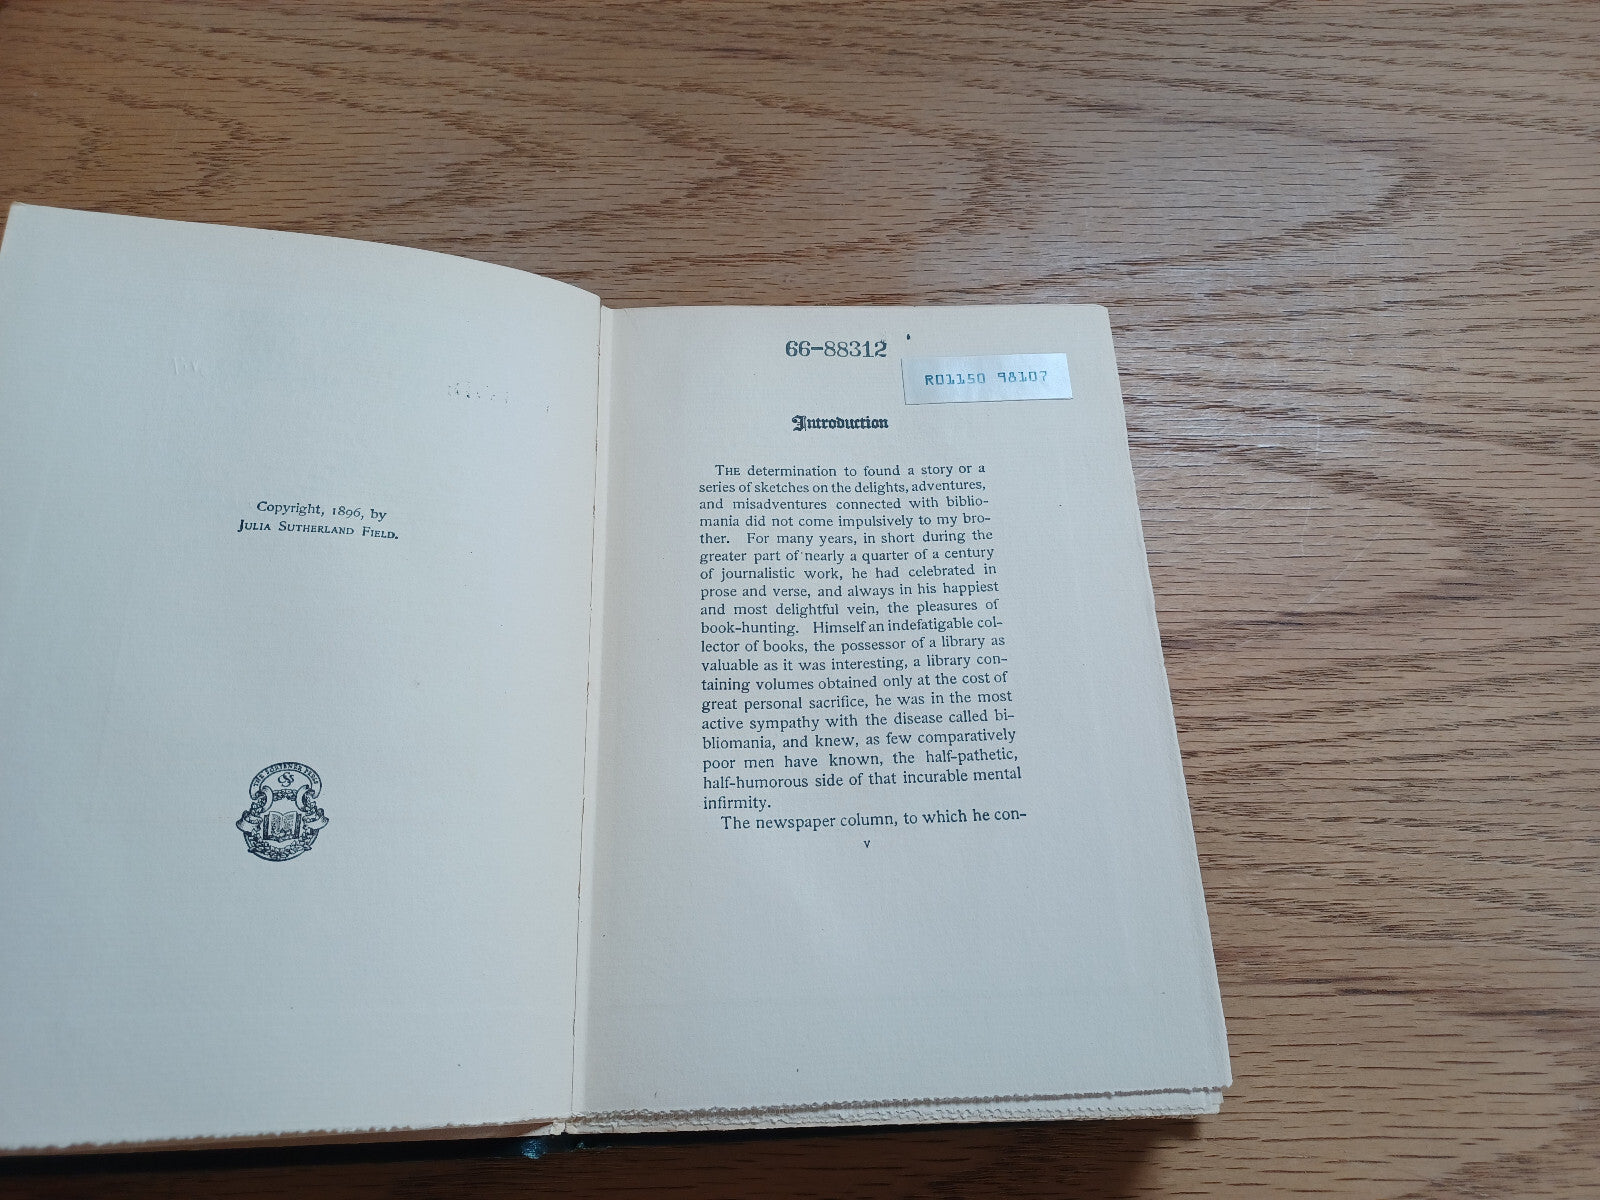 Copyright, 1896, by
JULIA SUTHERLAND FIELD.
66-88312
R01150 98107
Introduction
THE determination to found a story or a
series of sketches on the delights, adventures,
and misadventures connected with biblio-
mania did not come impulsively to my bro-
ther. For many years, in short during the
greater part of nearly a quarter of a century
of journalistic work, he had celebrated in
prose and verse, and always in his happiest
and most delightful vein, the pleasures of
book-hunting. Himself an indefatigable col-
lector of books, the possessor of a library as
valuable as it was interesting, a library con-
taining volumes obtained only at the cost of
great personal sacrifice, he was in the most
active sympathy with the disease called bi-
bliomania, and knew, as few comparatively
poor men have known, the half-pathetic,
half-humorous side of that incurable mental
infirmity.
The newspaper column, to which he con-
v